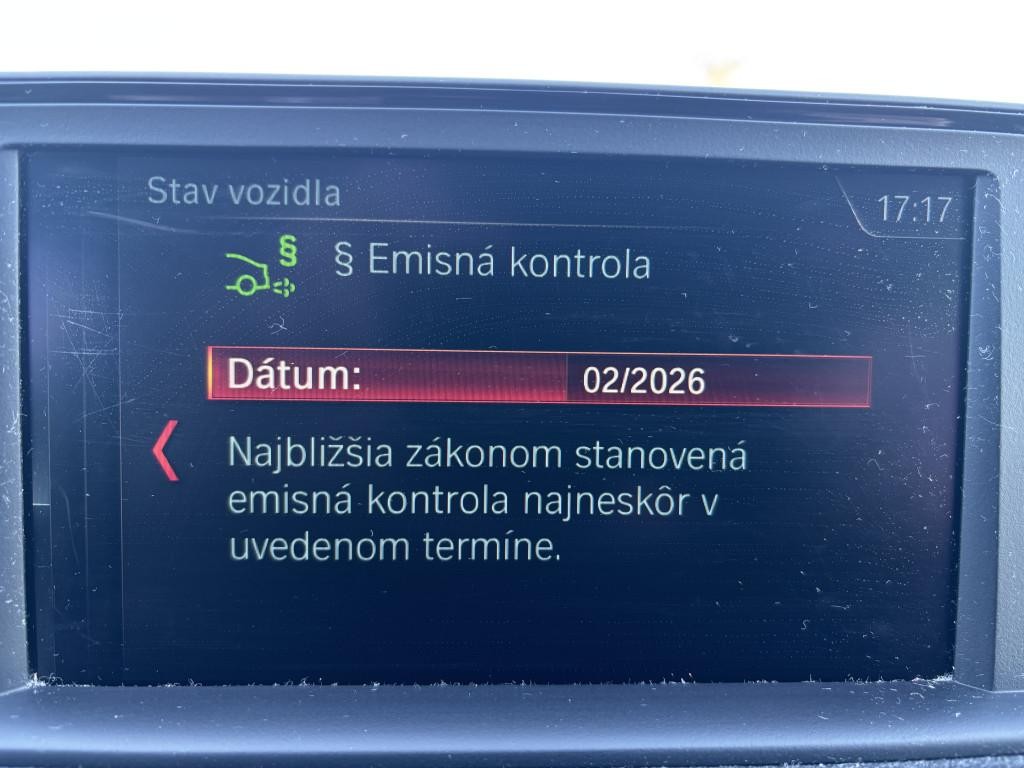 Stav vozidla
17:17
§
§ Emisná kontrola
Dátum: 02/2026
Najbližšia zákonom stanovená
emisná kontrola najneskôr v
uvedenom termíne.